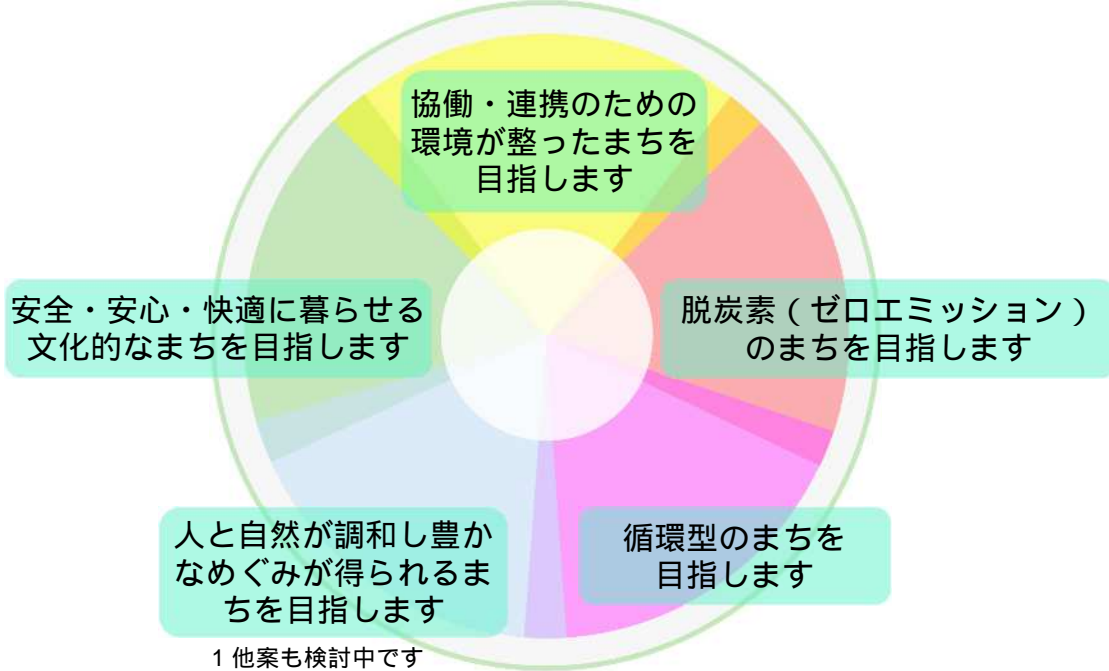 協働・連携のための
環境が整ったまちを
目指します
安全・安心・快適に暮らせる
文化的なまちを目指します
脱炭素(ゼロエミッション)
のまちを目指します
人と自然が調和し豊か
なめぐみが得られるま
ちを目指します
循環型のまちを
目指します
1 他案も検討中です